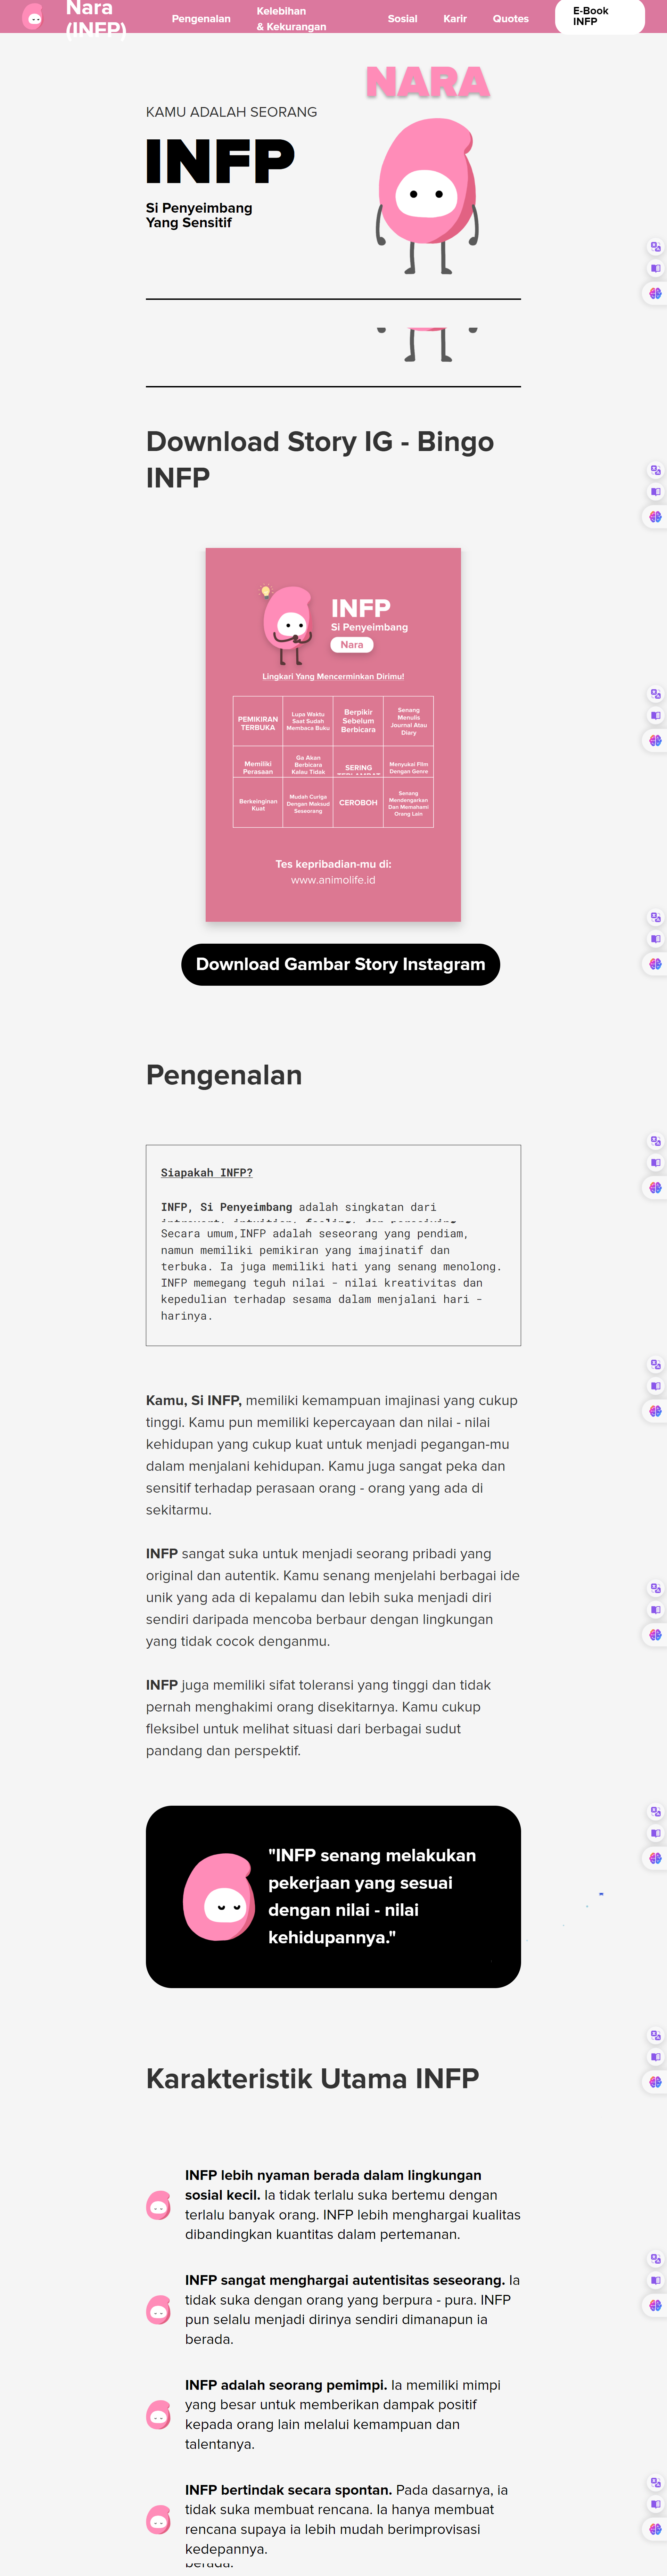 Nara
(INFP)
Pengenalan
Kelebihan
& Kekurangan
Sosial
Karir
Quotes
E-Book
INFP
NARA
KAMU ADALAH SEORANG
INFP
Si Penyeimbang
Yang Sensitif
Download Story IG - Bingo
INFP
INFP
Si Penyeimbang
Nara
Lingkari Yang Mencerminkan Dirimu!
PEMIKIRAN
TERBUKA
Lupa Waktu
Saat Sudah
Membaca Buku
Berpikir
Sebelum
Berbicara
Senang
Menulis
Journal Atau
Diary
Memiliki
Perasaan
Ga Akan
Berbicara
Kalau Tidak
SERING
Menyukai Film
Dengan Genre
Berkeinginan
Kuat
Mudah Curiga
Dengan Maksud
Seseorang
CEROBOH
Senang
Mendengarkan
Dan Memahami
Orang Lain
Tes kepribadian-mu di:
www.animolife.id
Download Gambar Story Instagram
Pengenalan
Siapakah INFP?
INFP, Si Penyeimbang adalah singkatan dari
Secara umum,INFP adalah seseorang yang pendiam,
namun memiliki pemikiran yang imajinatif dan
terbuka. Ia juga memiliki hati yang senang menolong.
INFP memegang teguh nilai - nilai kreativitas dan
kepedulian terhadap sesama dalam menjalani hari -
harinya.
Kamu, Si INFP, memiliki kemampuan imajinasi yang cukup
tinggi. Kamu pun memiliki kepercayaan dan nilai - nilai
kehidupan yang cukup kuat untuk menjadi pegangan-mu
dalam menjalani kehidupan. Kamu juga sangat peka dan
sensitif terhadap perasaan orang - orang yang ada di
sekitarmu.
INFP sangat suka untuk menjadi seorang pribadi yang
original dan autentik. Kamu senang menjelahi berbagai ide
unik yang ada di kepalamu dan lebih suka menjadi diri
sendiri daripada mencoba berbaur dengan lingkungan
yang tidak cocok denganmu.
INFP juga memiliki sifat toleransi yang tinggi dan tidak
pernah menghakimi orang disekitarnya. Kamu cukup
fleksibel untuk melihat situasi dari berbagai sudut
pandang dan perspektif.
"INFP senang melakukan
pekerjaan yang sesuai
dengan nilai - nilai
kehidupannya."
Karakteristik Utama INFP
INFP lebih nyaman berada dalam lingkungan
sosial kecil. Ia tidak terlalu suka bertemu dengan
terlalu banyak orang. INFP lebih menghargai kualitas
dibandingkan kuantitas dalam pertemanan.
INFP sangat menghargai autentisitas seseorang. Ia
tidak suka dengan orang yang berpura - pura. INFP
pun selalu menjadi dirinya sendiri dimanapun ia
berada.
INFP adalah seorang pemimpi. Ia memiliki mimpi
yang besar untuk memberikan dampak positif
kepada orang lain melalui kemampuan dan
talentanya.
INFP bertindak secara spontan. Pada dasarnya, ia
tidak suka membuat rencana. Ia hanya membuat
rencana supaya ia lebih mudah berimprovisasi
kedepannya.